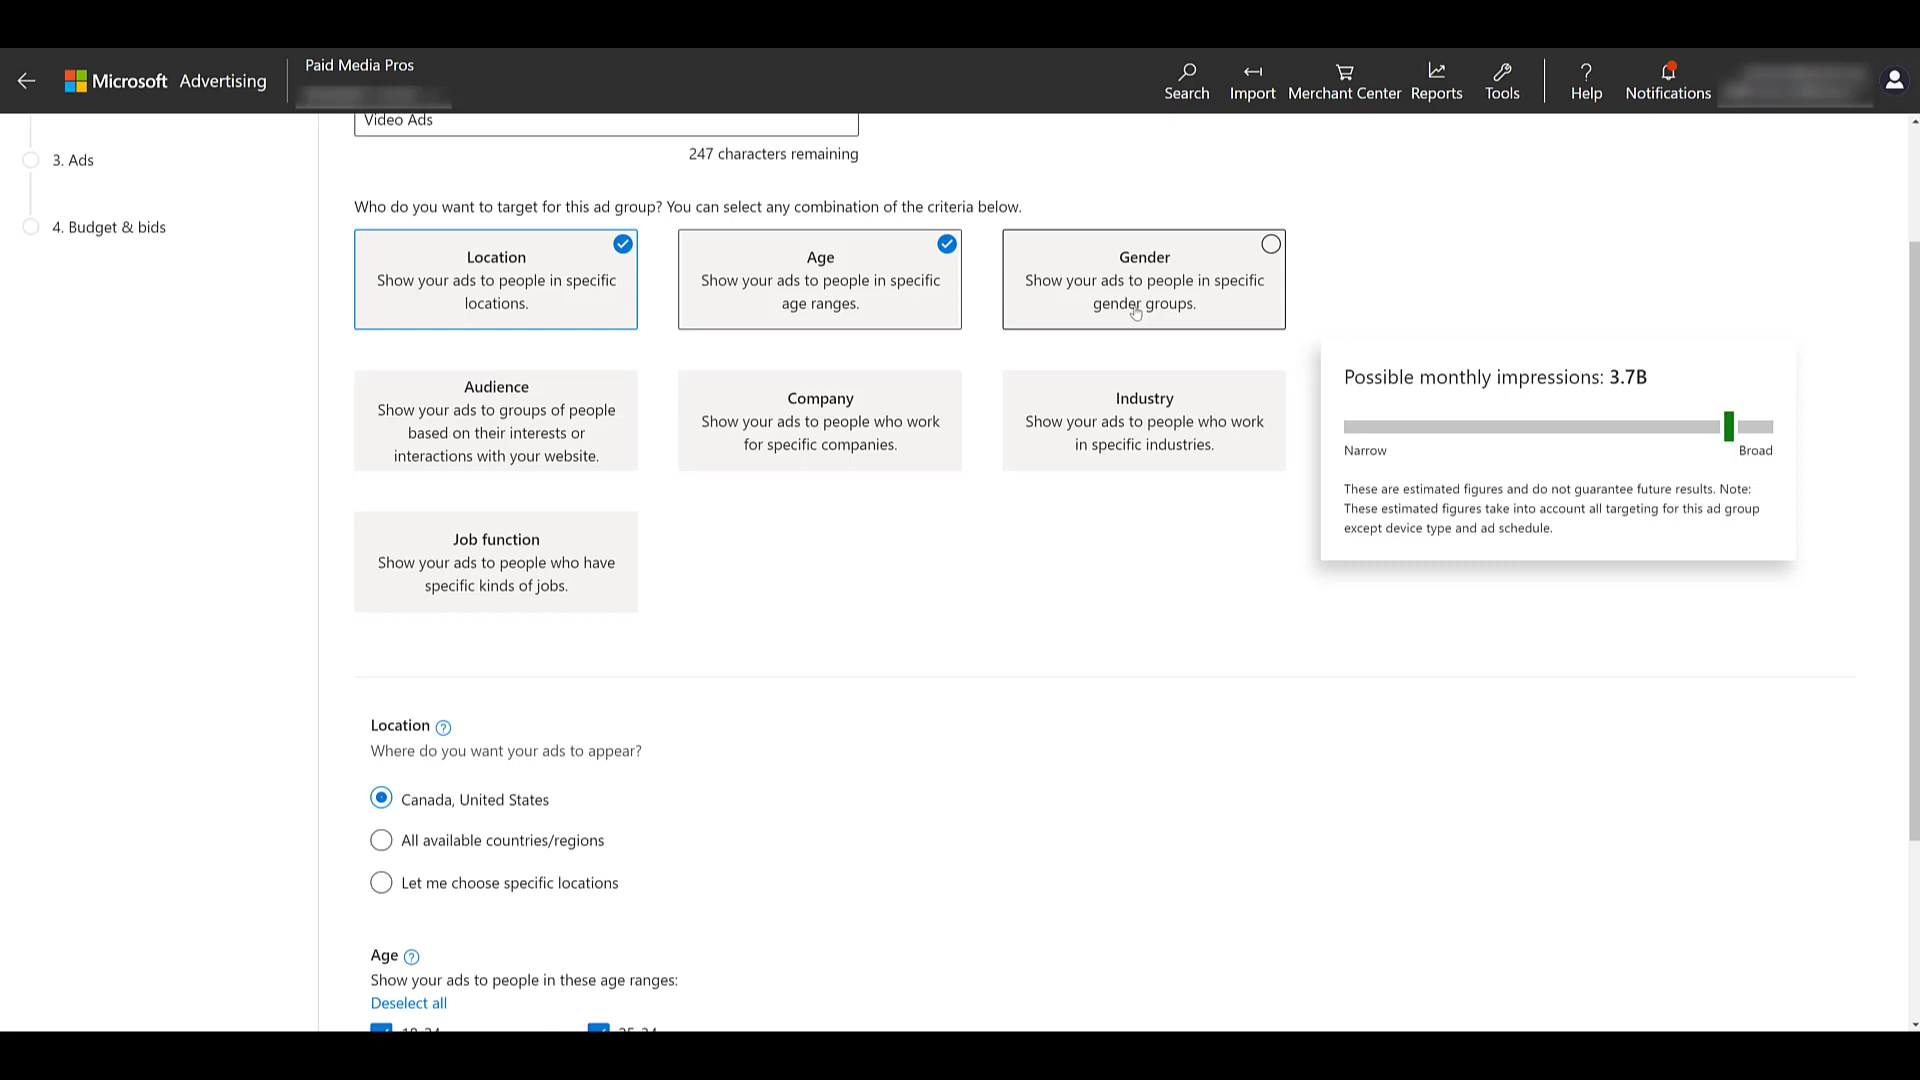 Microsoft Advertising
Paid Media Pros
Search
Import
Merchant Center
Reports
Tools
Help
Notifications
Video Ads
247 characters remaining
3. Ads
4. Budget & bids
Who do you want to target for this ad group? You can select any combination of the criteria below.
Location
Show your ads to people in specific
locations.
Age
Show your ads to people in specific
age ranges.
Gender
Show your ads to people in specific
gender groups.
Audience
Show your ads to groups of people
based on their interests or
interactions with your website.
Company
Show your ads to people who work
for specific companies.
Industry
Show your ads to people who work
in specific industries.
Job function
Show your ads to people who have
specific kinds of jobs.
Possible monthly impressions: 3.7B
Narrow
Broad
These are estimated figures and do not guarantee future results. Note:
These estimated figures take into account all targeting for this ad group
except device type and ad schedule.
Location
Where do you want your ads to appear?
Canada, United States
All available countries/regions
Let me choose specific locations
Age
Show your ads to people in these age ranges:
Deselect all